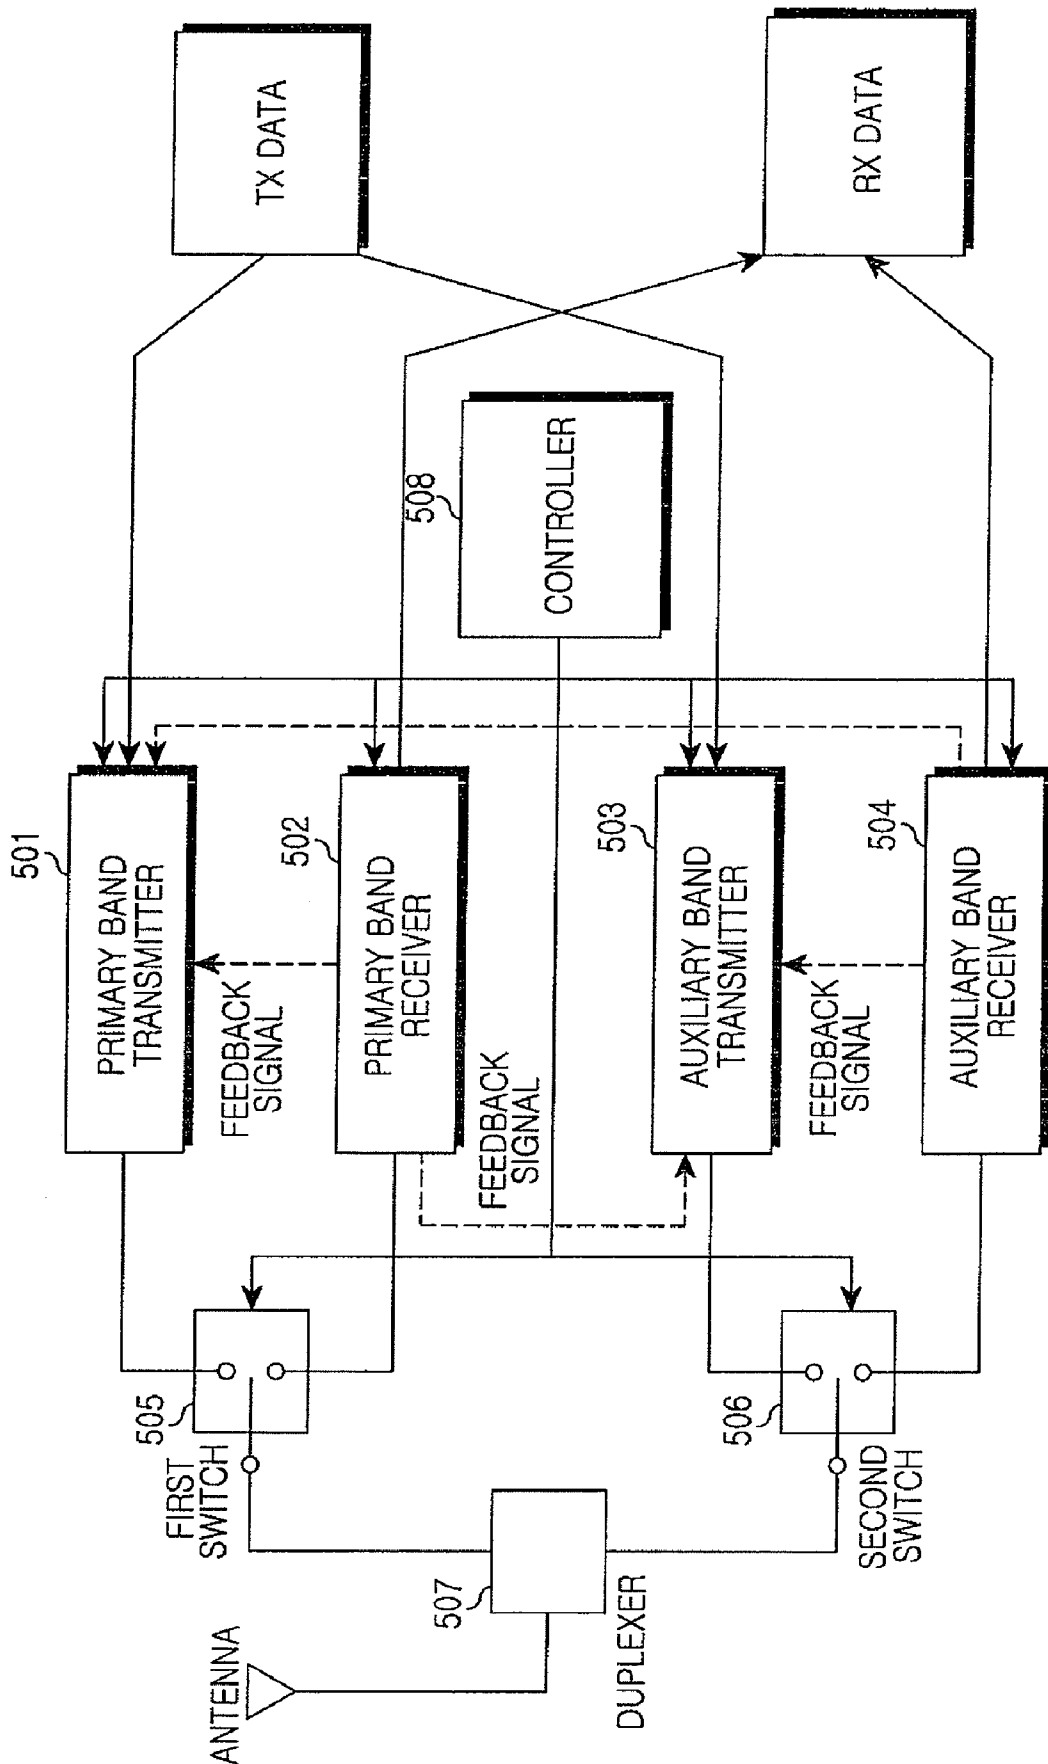 ANTENNA
507
DUPLEXER
FIRST
SWITCH
505
506
SECOND
SWITCH
501
PRIMARY BAND
TRANSMITTER
FEEDBACK
SIGNAL
502
PRIMARY BAND
RECEIVER
FEEDBACK
SIGNAL
503
AUXILIARY BAND
TRANSMITTER
FEEDBACK
SIGNAL
504
AUXILIARY BAND
RECEIVER
508
CONTROLLER
TX DATA
RX DATA